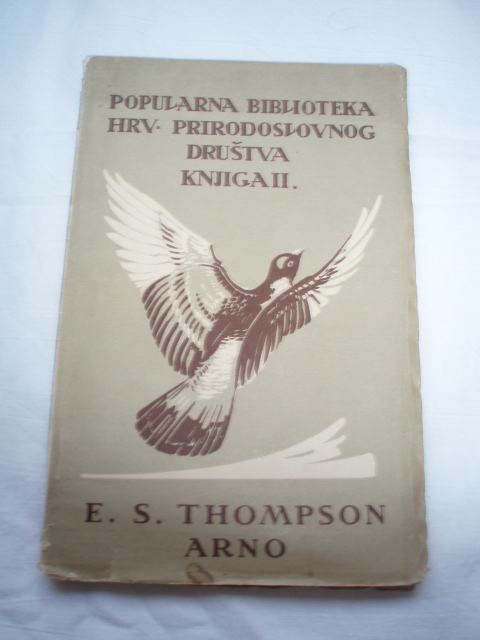 POPULARNA BIBLIOTEKA
HRV. PRIRODOSLOVNOG
DRUŠTVA
KNJIGA II.
E. S. THOMPSON
ARNO